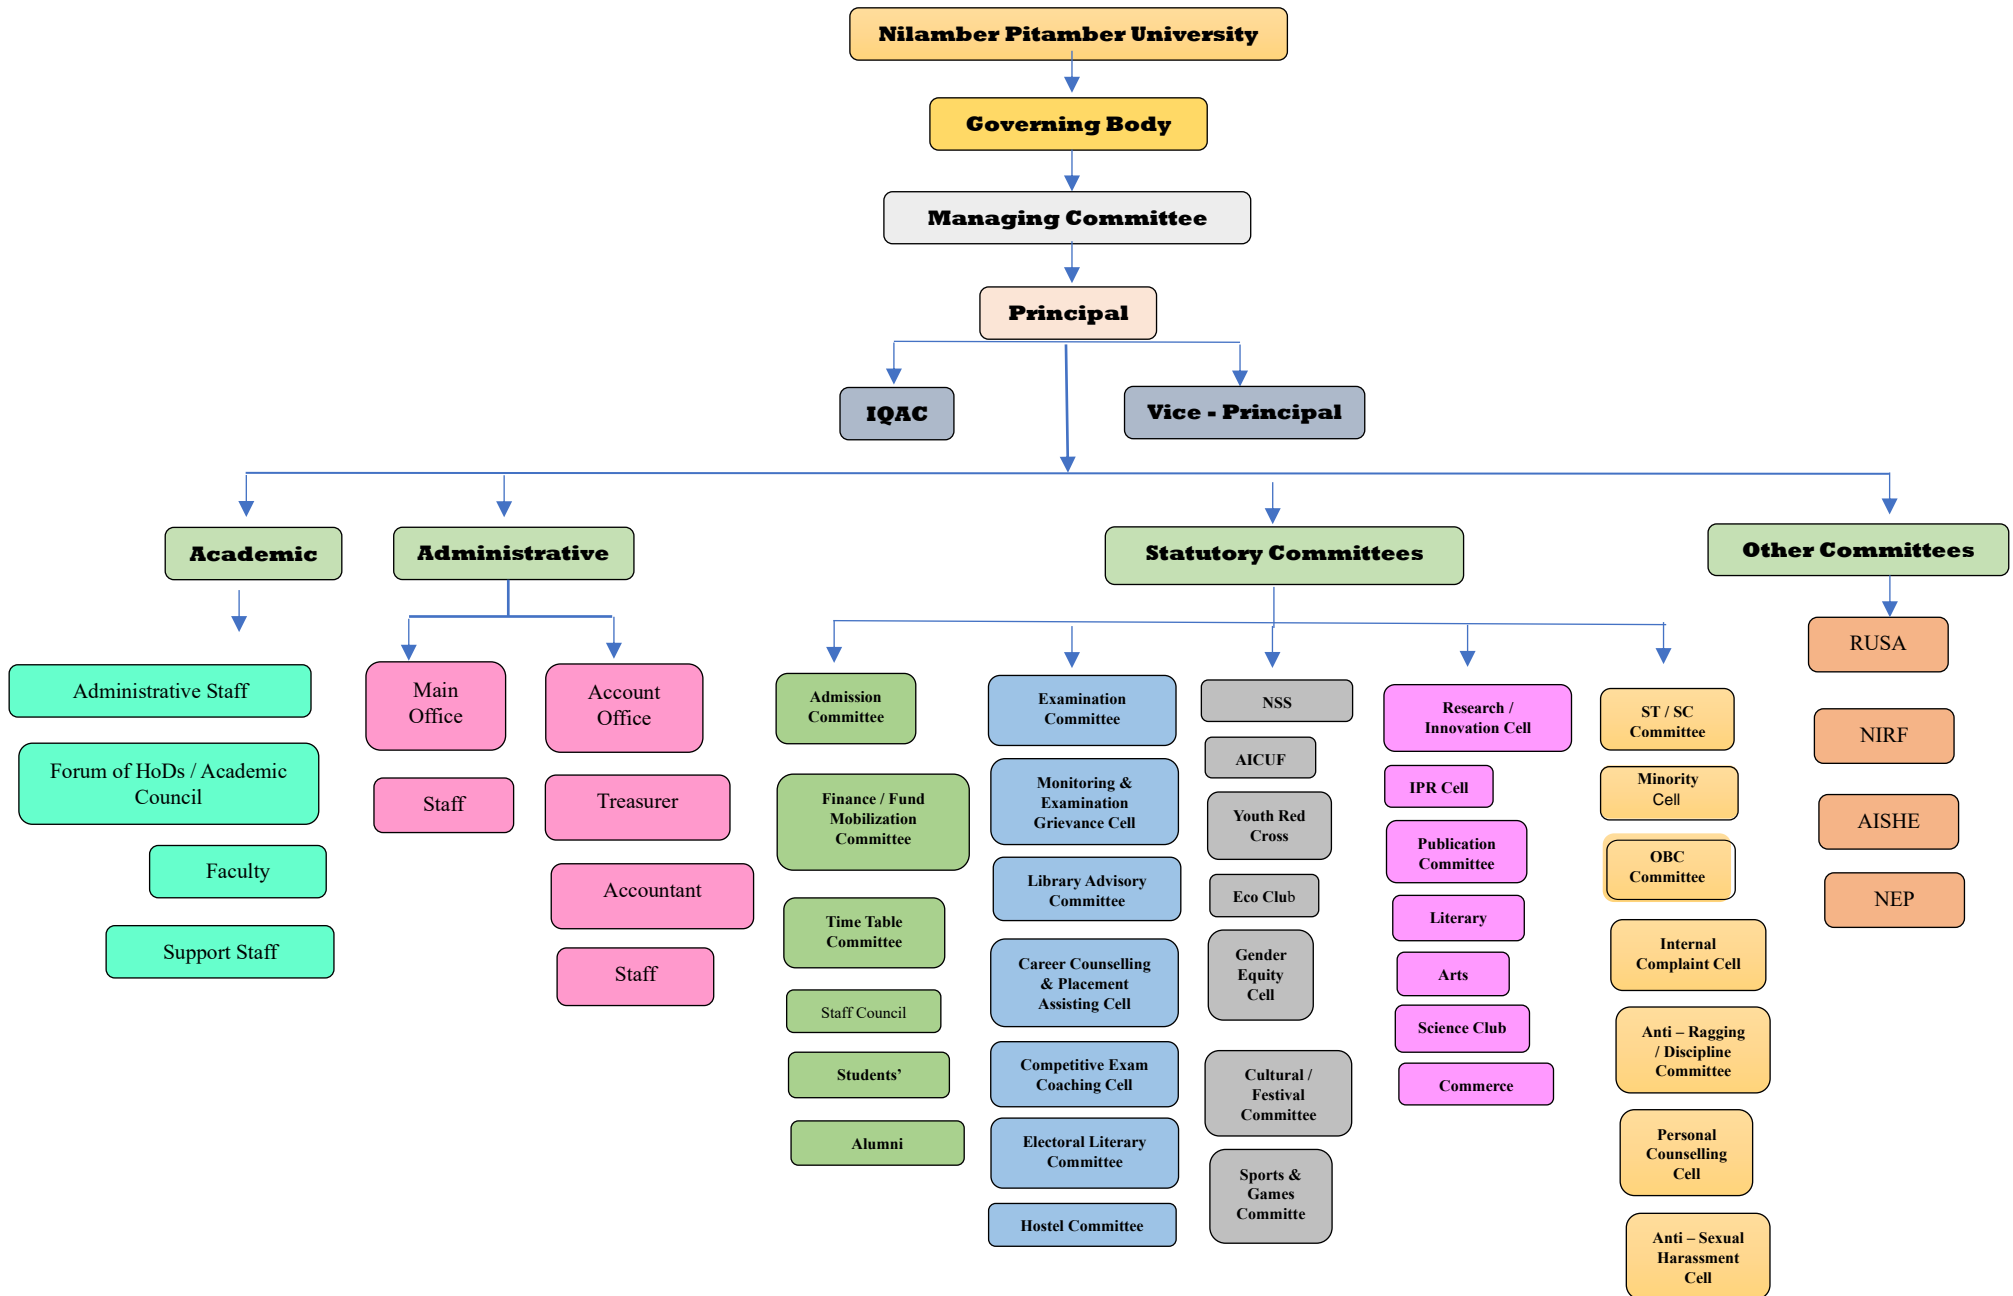 Nilamber Pitamber University
Governing Body
Managing Committee
Principal
IQAC
Vice - Principal
Academic
Administrative
Statutory Committees
Other Committees
Administrative Staff
Forum of HoDs / Academic
Council
Faculty
Support Staff
Main
Office
Staff
Account
Office
Treasurer
Accountant
Staff
Admission
Committee
Finance / Fund
Mobilization
Committee
Time Table
Committee
Staff Council
Students’
Alumni
Examination
Committee
Monitoring &
Examination
Grievance Cell
Library Advisory
Committee
Career Counselling
& Placement
Assisting Cell
Competitive Exam
Coaching Cell
Electoral Literary
Committee
Hostel Committee
NSS
AICUF
Youth Red
Cross
Eco Club
Gender
Equity
Cell
Cultural /
Festival
Committee
Sports &
Games
Committe
Research /
Innovation Cell
IPR Cell
Publication
Committee
Literary
Arts
Science Club
Commerce
ST / SC
Committee
Minority
Cell
OBC
Committee
Internal
Complaint Cell
Anti – Ragging
/ Discipline
Committee
Personal
Counselling
Cell
Anti – Sexual
Harassment
Cell
RUSA
NIRF
AISHE
NEP